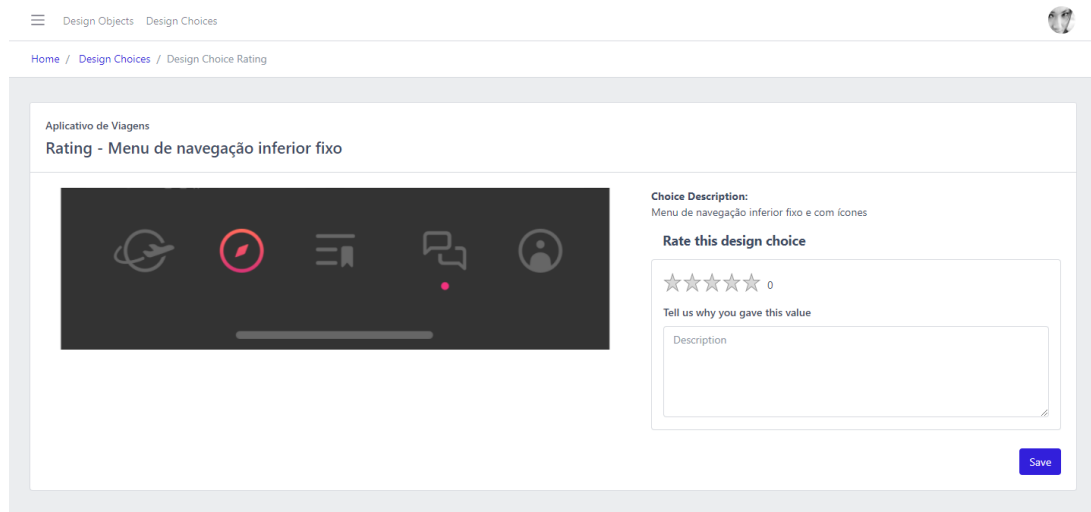 Design Objects Design Choices
Home / Design Choices / Design Choice Rating
Aplicativo de Viagens
Rating - Menu de navegação inferior fixo
Choice Description:
Menu de navegação inferior fixo e com ícones
Rate this design choice
0
Tell us why you gave this value
Description
Save